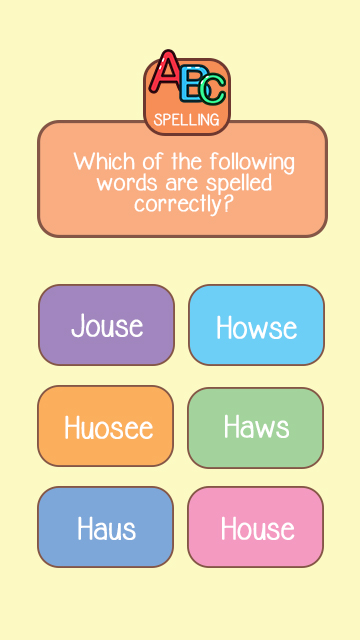 ABC
SPELLING
Which of the following
words are spelled
correctly?
Jouse
Howse
Huosee
Haws
Haus
House